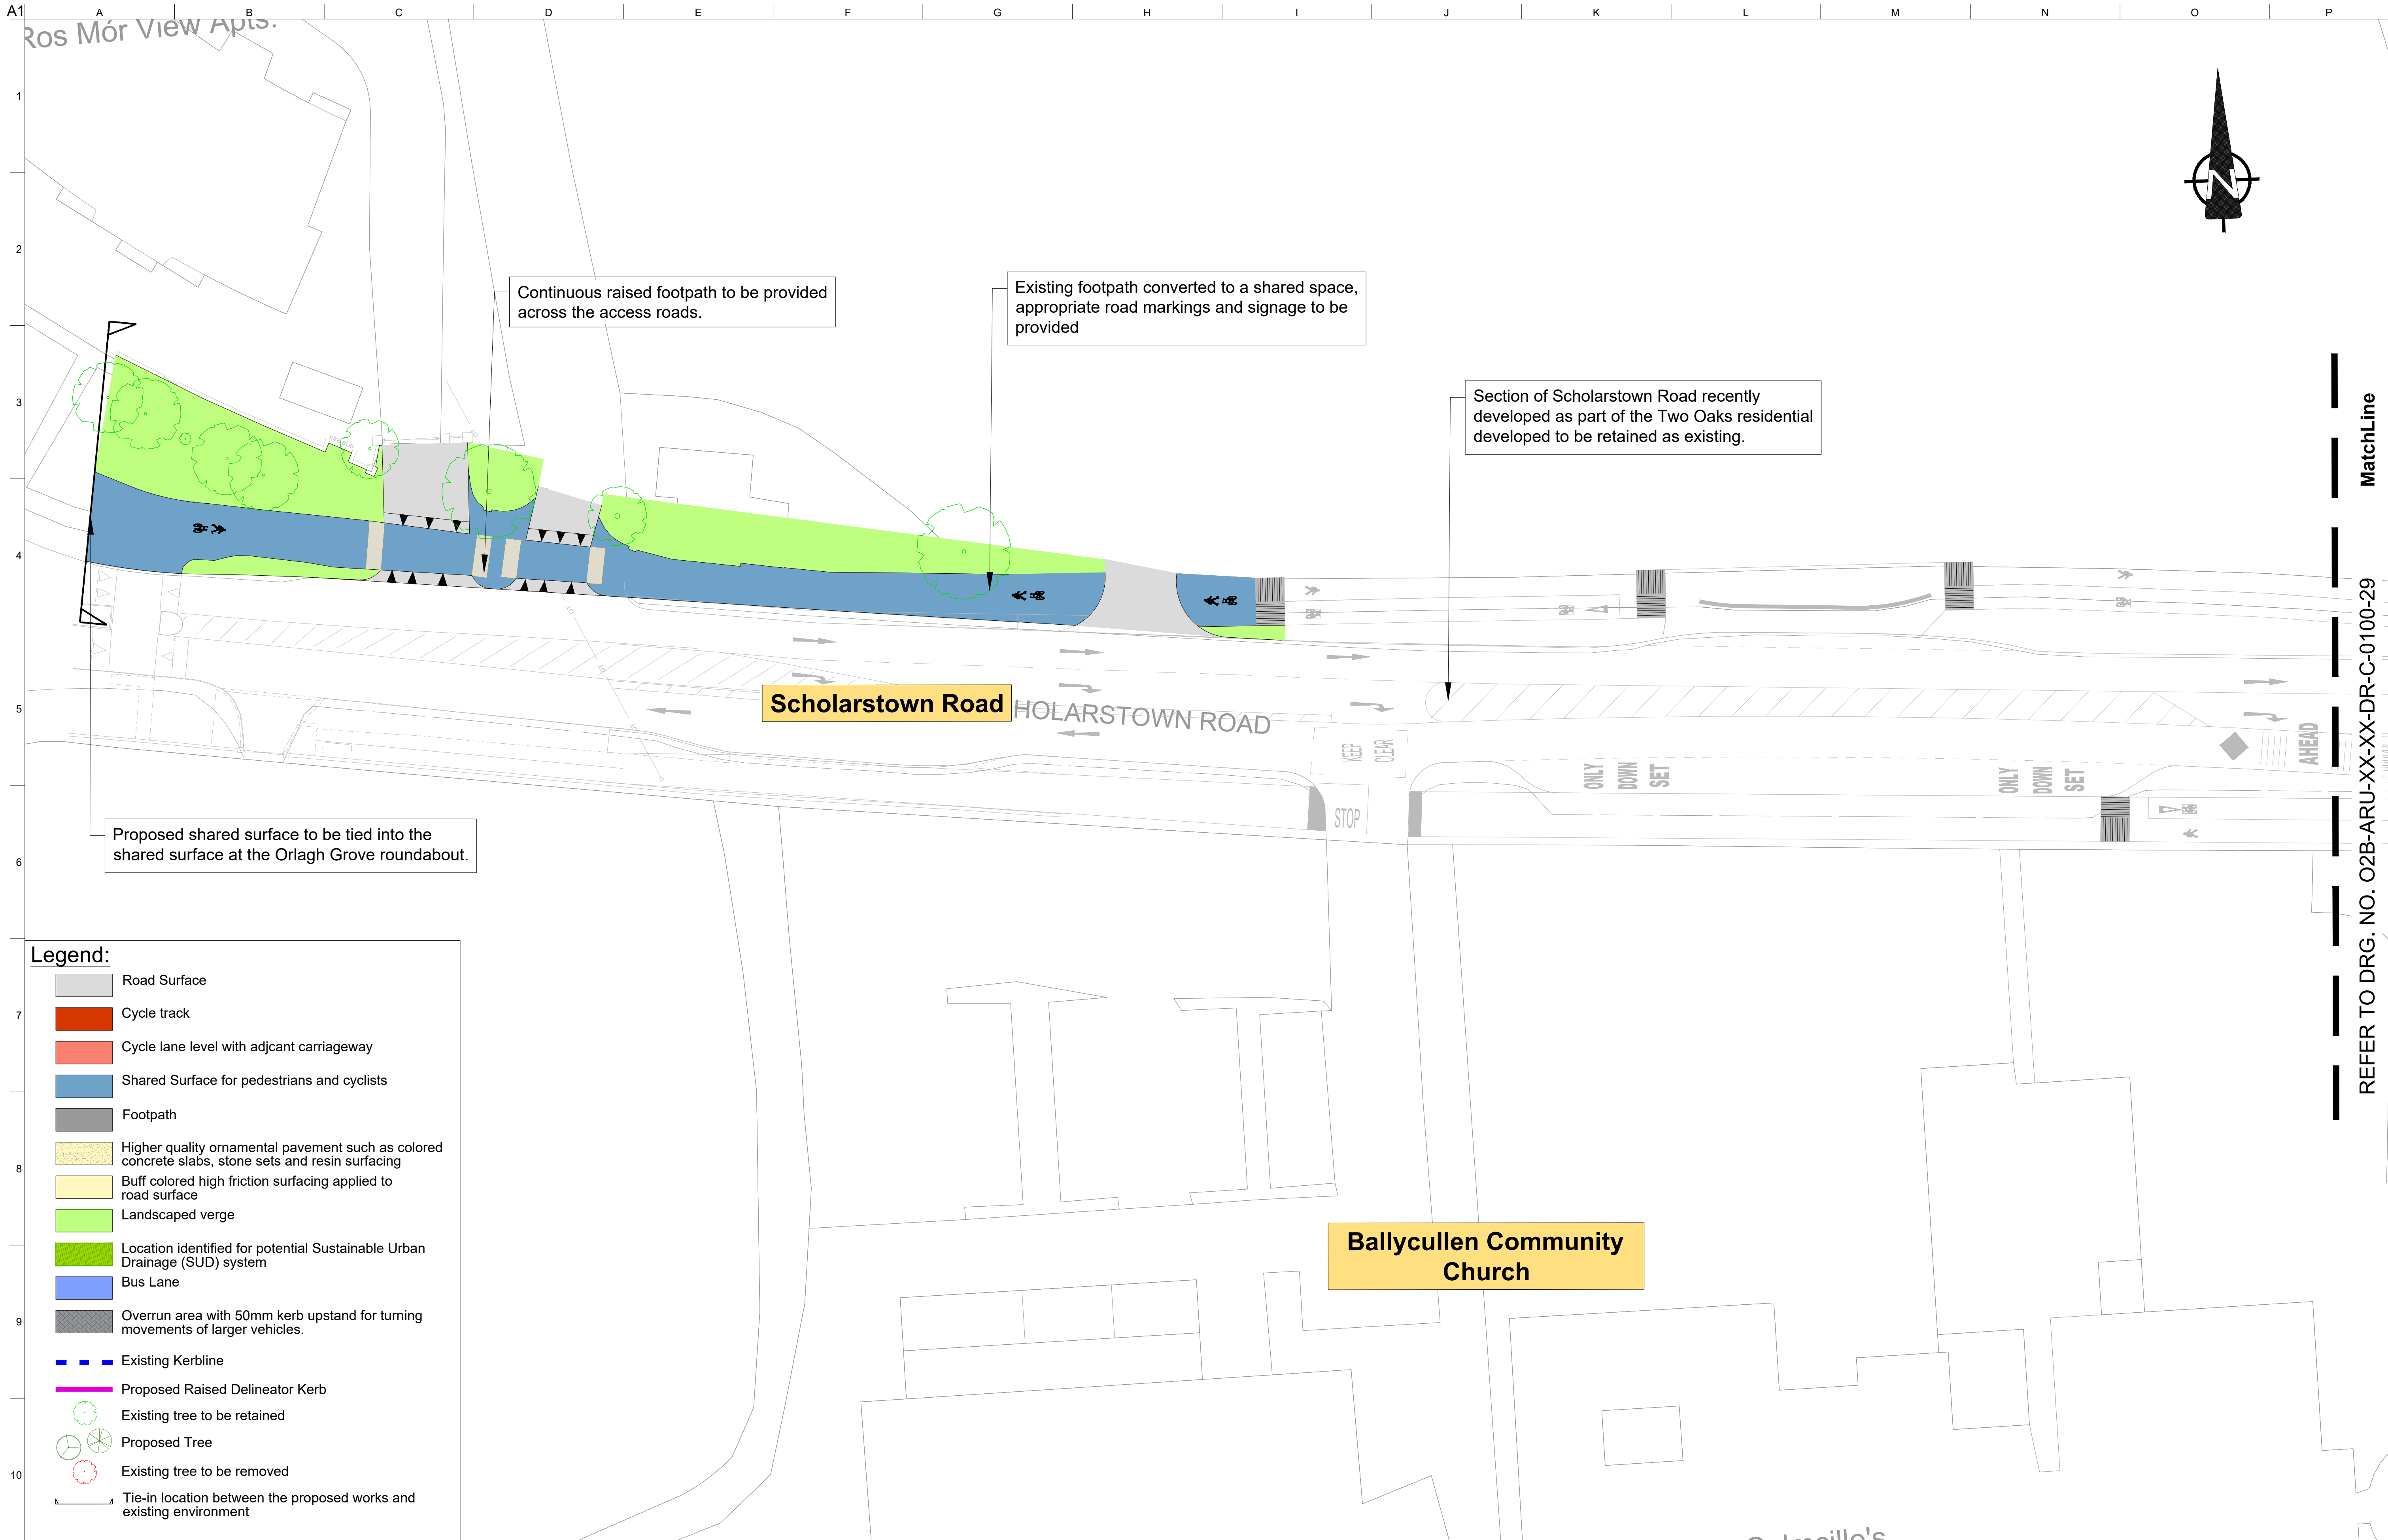 A1
A B C D E F G H I J K L M N O P
1
2
3
4
5
6
7
8
9
10
Ros Mór View Apts.
Continuous raised footpath to be provided
across the access roads.
Existing footpath converted to a shared space,
appropriate road markings and signage to be
provided
Section of Scholarstown Road recently
developed as part of the Two Oaks residential
developed to be retained as existing.
N
MatchLine
REFER TO DRG. NO. O2B-ARU-XX-XX-DR-C-0100-29
Scholarstown Road
HOLARSTOWN ROAD
KEEP
CLEAR
STOP
ONLY
DOWN
SET
ONLY
DOWN
SET
AHEAD
Proposed shared surface to be tied into the
shared surface at the Orlagh Grove roundabout.
Ballycullen Community
Church
Legend:
Road Surface
Cycle track
Cycle lane level with adjcant carriageway
Shared Surface for pedestrians and cyclists
Footpath
Higher quality ornamental pavement such as colored
concrete slabs, stone sets and resin surfacing
Buff colored high friction surfacing applied to
road surface
Landscaped verge
Location identified for potential Sustainable Urban
Drainage (SUD) system
Bus Lane
Overrun area with 50mm kerb upstand for turning
movements of larger vehicles.
Existing Kerbline
Proposed Raised Delineator Kerb
Existing tree to be retained
Proposed Tree
Existing tree to be removed
Tie-in location between the proposed works and
existing environment